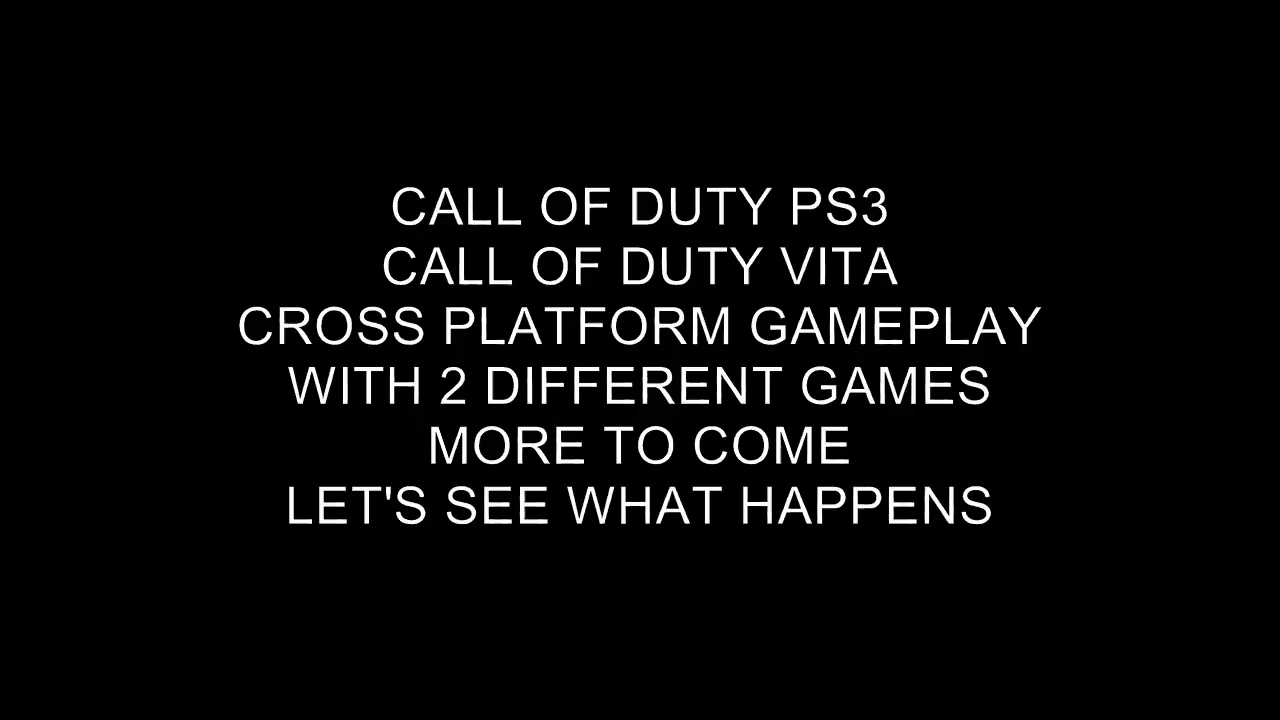 CALL OF DUTY PS3
CALL OF DUTY VITA
CROSS PLATFORM GAMEPLAY
WITH 2 DIFFERENT GAMES
MORE TO COME
LET'S SEE WHAT HAPPENS